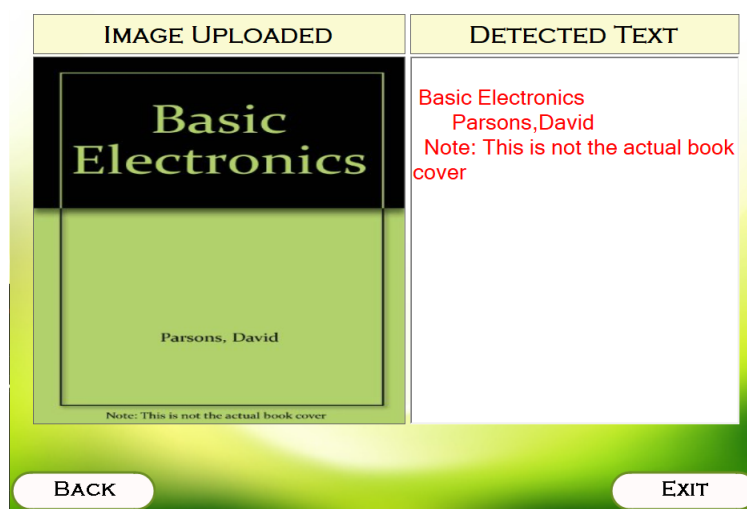 IMAGE UPLOADED
DETECTED TEXT
Basic
Electronics
Parsons, David
Note: This is not the actual book cover
Basic Electronics
Parsons,David
Note: This is not the actual book
cover
BACK
EXIT